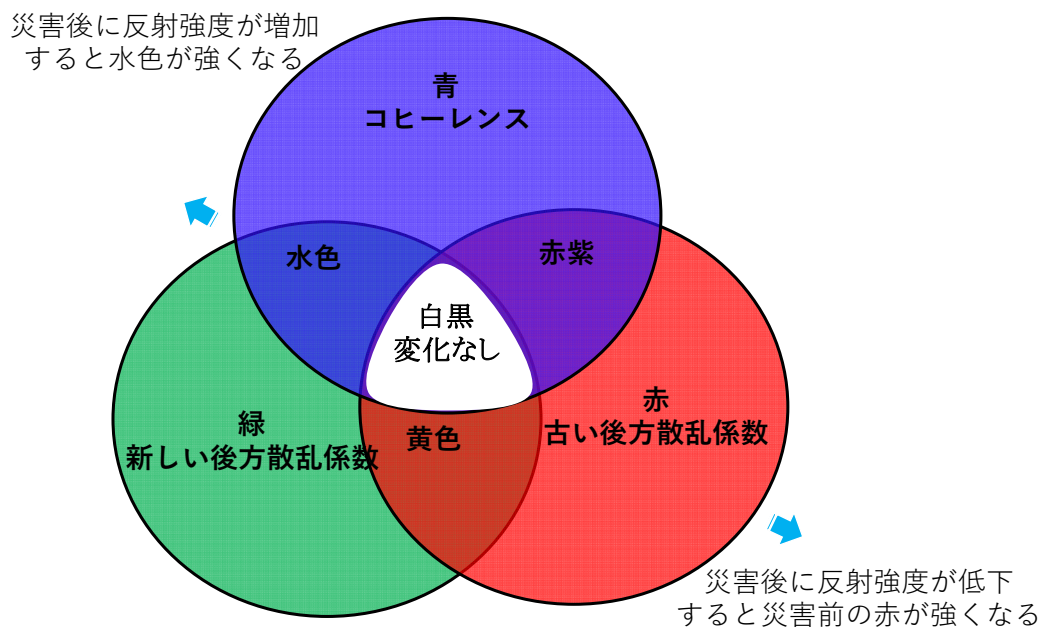 災害後に反射強度が増加
すると水色が強くなる
青
コヒーレンス
水色
赤紫
白黒
変化なし
緑
新しい後方散乱係数
黄色
赤
古い後方散乱係数
災害後に反射強度が低下
すると災害前の赤が強くなる